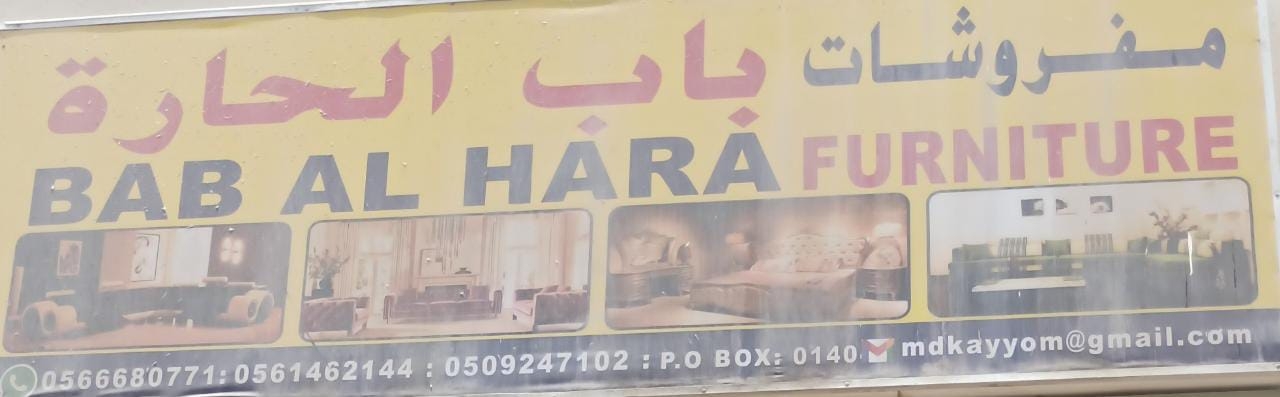 مفروشات باب الحارة
BAB AL HARA FURNITURE
0566680771: 0561462144 : 0509247102 : P.O BOX: 0140 mdkayyom@gmail.com